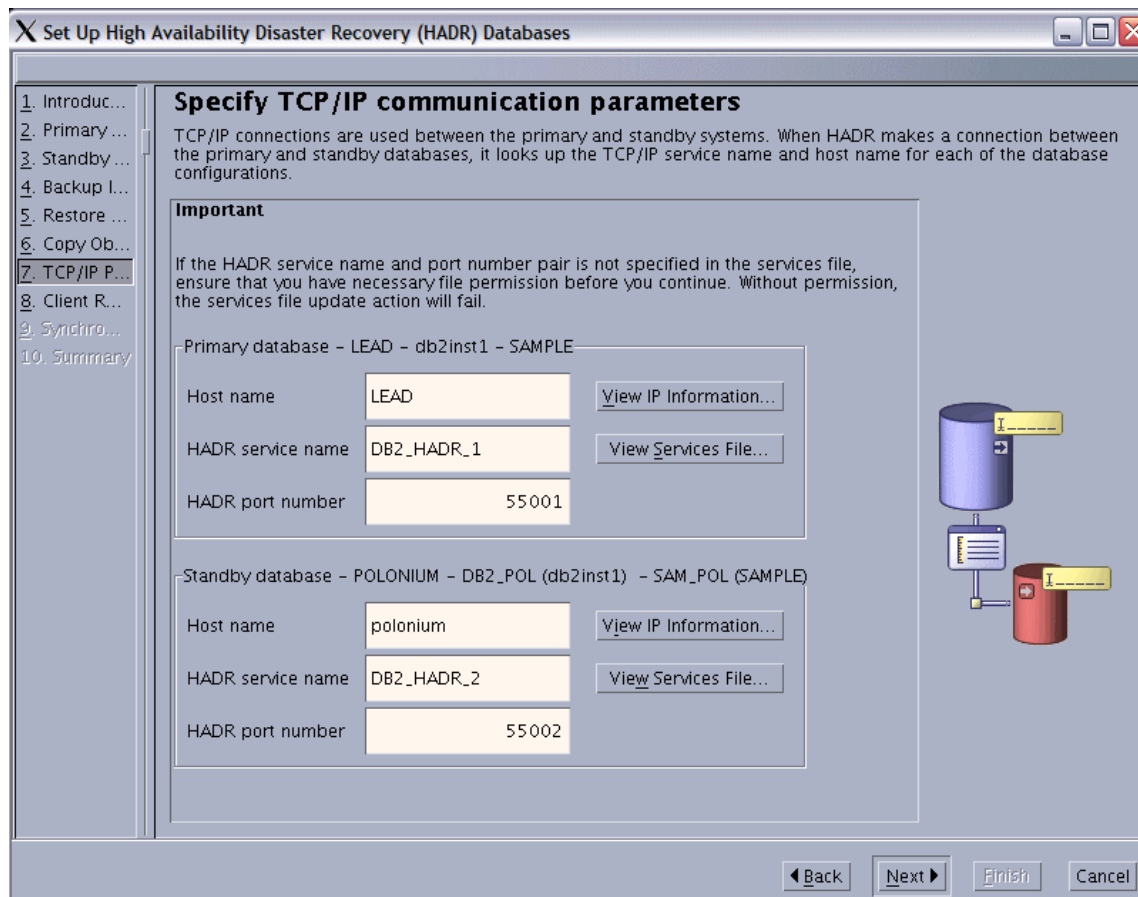 X Set Up High Availability Disaster Recovery (HADR) Databases
1. Introduc...
2. Primary ...
3. Standby ...
4. Backup I...
5. Restore ...
6. Copy Ob...
7. TCP/IP P...
8. Client R...
9. Synchro...
10. Summary
Specify TCP/IP communication parameters
TCP/IP connections are used between the primary and standby systems. When HADR makes a connection between
the primary and standby databases, it looks up the TCP/IP service name and host name for each of the database
configurations.
Important
If the HADR service name and port number pair is not specified in the services file,
ensure that you have necessary file permission before you continue. Without permission,
the services file update action will fail.
Primary database – LEAD – db2inst1 – SAMPLE
Host name LEAD View IP Information...
HADR service name DB2_HADR_1 View Services File...
HADR port number 55001
Standby database – POLONIUM – DB2_POL (db2inst1) – SAM_POL (SAMPLE)
Host name polonium View IP Information...
HADR service name DB2_HADR_2 View Services File...
HADR port number 55002
Back Next Finish Cancel